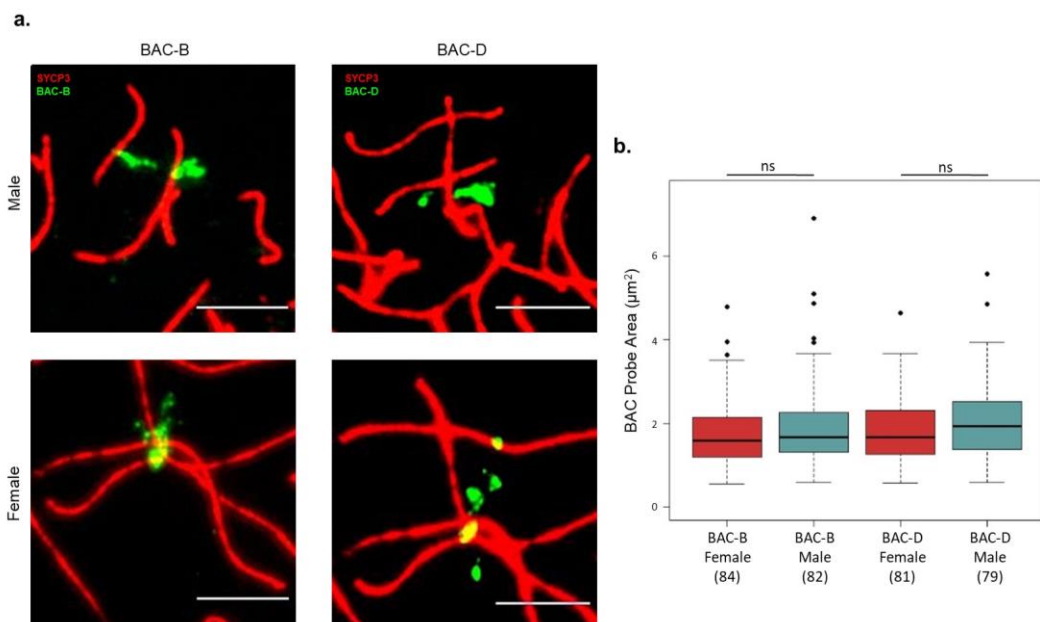 a.
BAC-B
BAC-D
Male
SYCP3
BAC-B
SYCP3
BAC-D
Female
b.
ns
ns
BAC Probe Area (µm²)
6
4
2
0
BAC-B
Female
(84)
BAC-B
Male
(82)
BAC-D
Female
(81)
BAC-D
Male
(79)